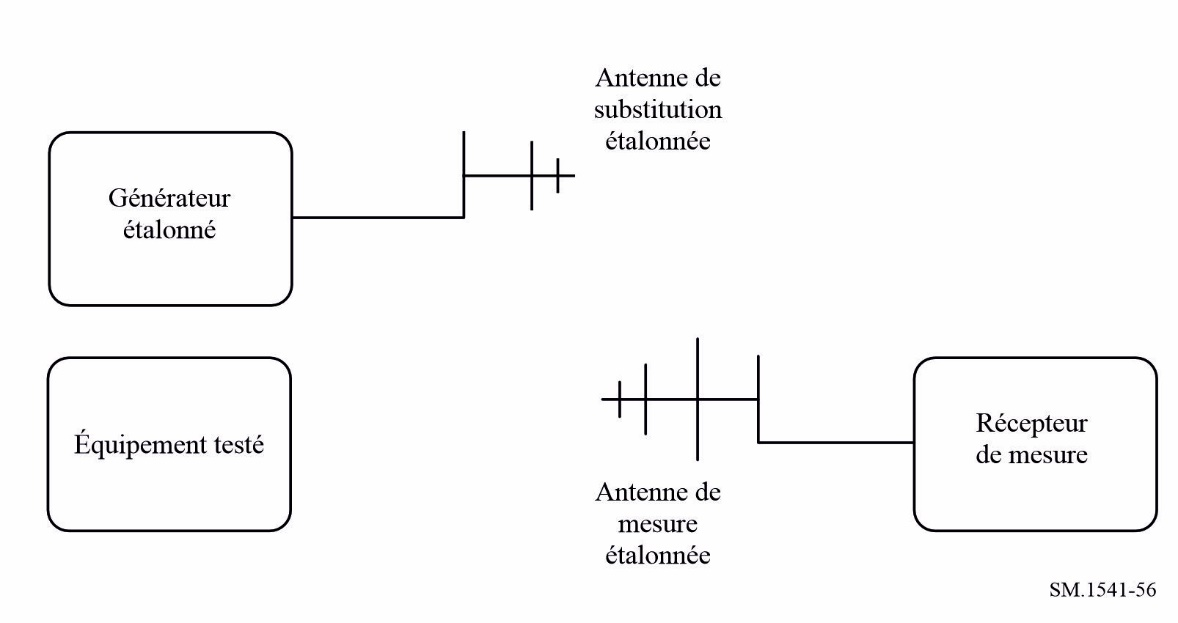 Antenne de
substitution
étalonnée
Générateur
étalonné
Équipement testé
Récepteur
de mesure
Antenne de
mesure
étalonnée
SM.1541-56